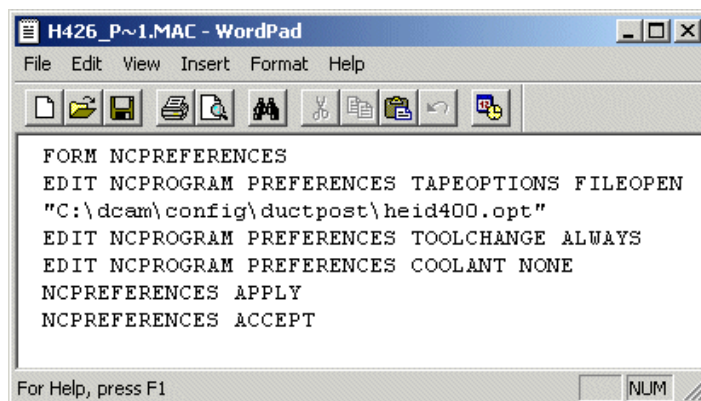 H426_P~1.MAC - WordPad
File Edit View Insert Format Help
FORM NCPREFERENCES
EDIT NCPROGRAM PREFERENCES TAPEOPTIONS FILEOPEN
"C:\dcam\config\ductpost\heid400.opt"
EDIT NCPROGRAM PREFERENCES TOOLCHANGE ALWAYS
EDIT NCPROGRAM PREFERENCES COOLANT NONE
NCPREFERENCES APPLY
NCPREFERENCES ACCEPT
For Help, press F1 NUM